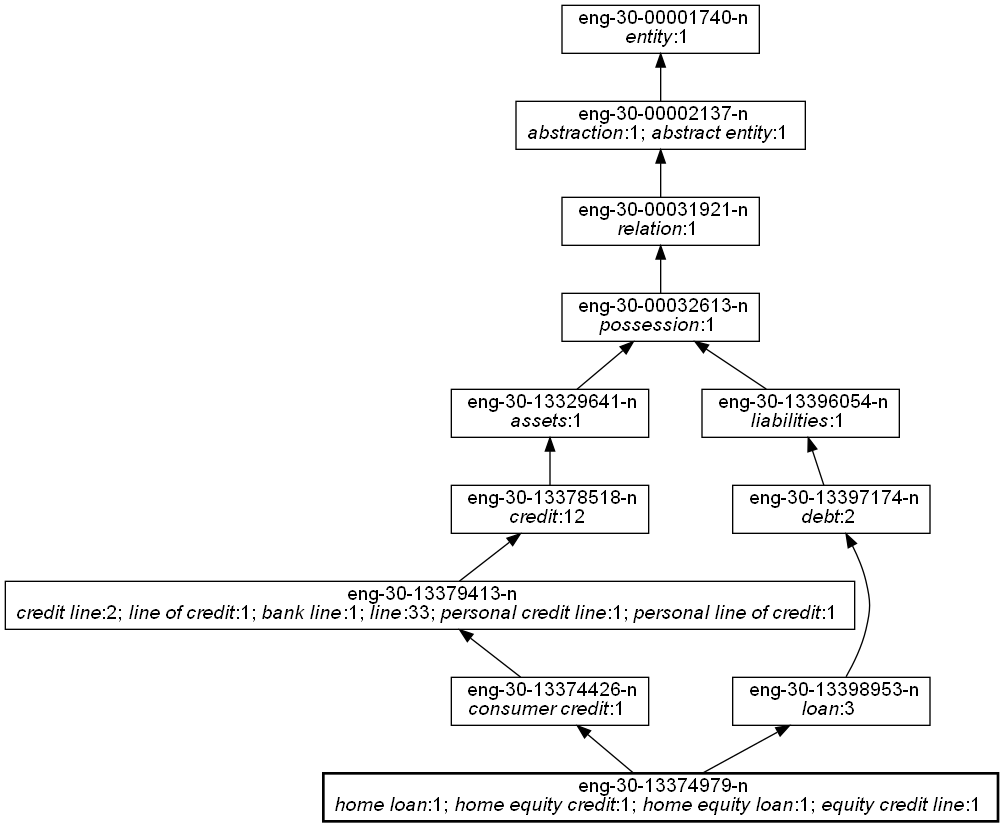 eng-30-00001740-n
entity:1
eng-30-00002137-n
abstraction:1; abstract entity:1
eng-30-00031921-n
relation:1
eng-30-00032613-n
possession:1
eng-30-13329641-n
assets:1
eng-30-13396054-n
liabilities:1
eng-30-13378518-n
credit:12
eng-30-13397174-n
debt:2
eng-30-13379413-n
credit line:2; line of credit:1; bank line:1; line:33; personal credit line:1; personal line of credit:1
eng-30-13374426-n
consumer credit:1
eng-30-13398953-n
loan:3
eng-30-13374979-n
home loan:1; home equity credit:1; home equity loan:1; equity credit line:1